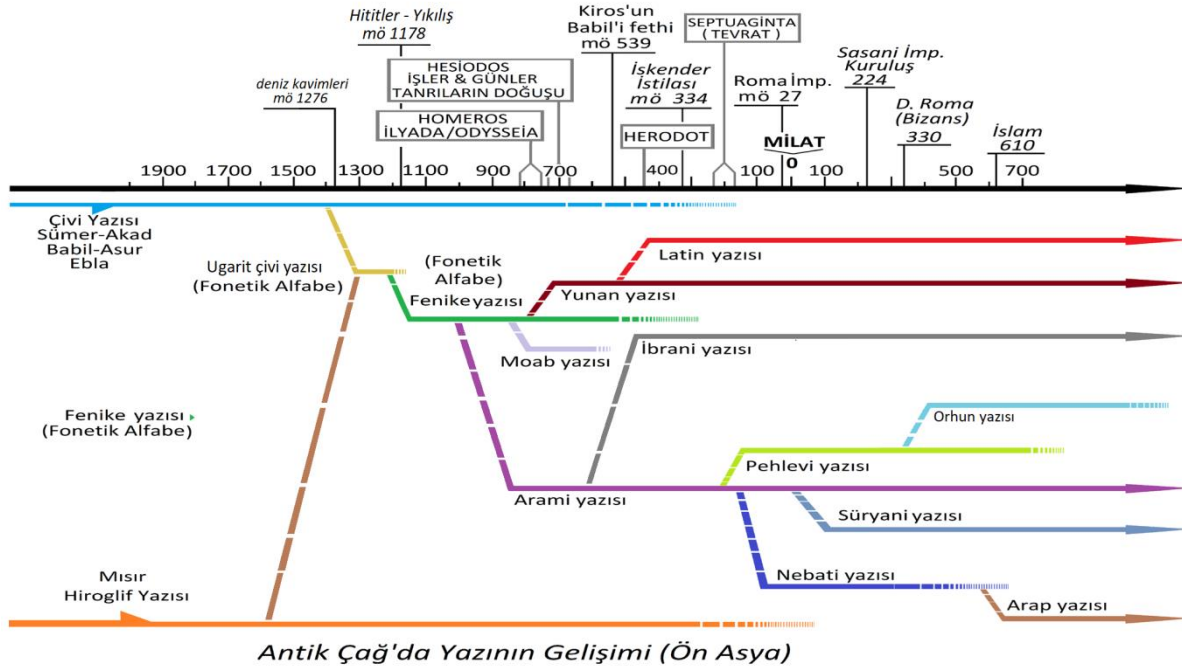 Hititler - Yıkılış
mö 1178
deniz kavimleri
mö 1276
HESİODOS
İŞLER & GÜNLER
TANRILARIN DOĞUŞU
HOMEROS
İLYADA/ODYSSEİA
Kiros'un
Babil'i fethi
mö 539
İskender
İstilası
mö 334
HERODOT
SEPTUAGINTA
( TEVRAT )
Roma İmp.
mö 27
MİLAT
0
Sasani İmp.
Kuruluş
224
D. Roma
(Bizans)
330
İslam
610
1900 1700 1500 1300 1100 900 700 400 100 100 500 700
Çivi Yazısı
Sümer-Akad
Babil-Asur
Ebla
Ugarit çivi yazısı
(Fonetik Alfabe)
(Fonetik
Alfabe)
Fenike yazısı
Latin yazısı
Yunan yazısı
Moab yazısı
İbrani yazısı
Fenike yazısı
(Fonetik Alfabe)
Orhun yazısı
Pehlevi yazısı
Arami yazısı
Süryani yazısı
Nebati yazısı
Arap yazısı
Mısır
Hiroglif Yazısı
Antik Çağ'da Yazının Gelişimi (Ön Asya)